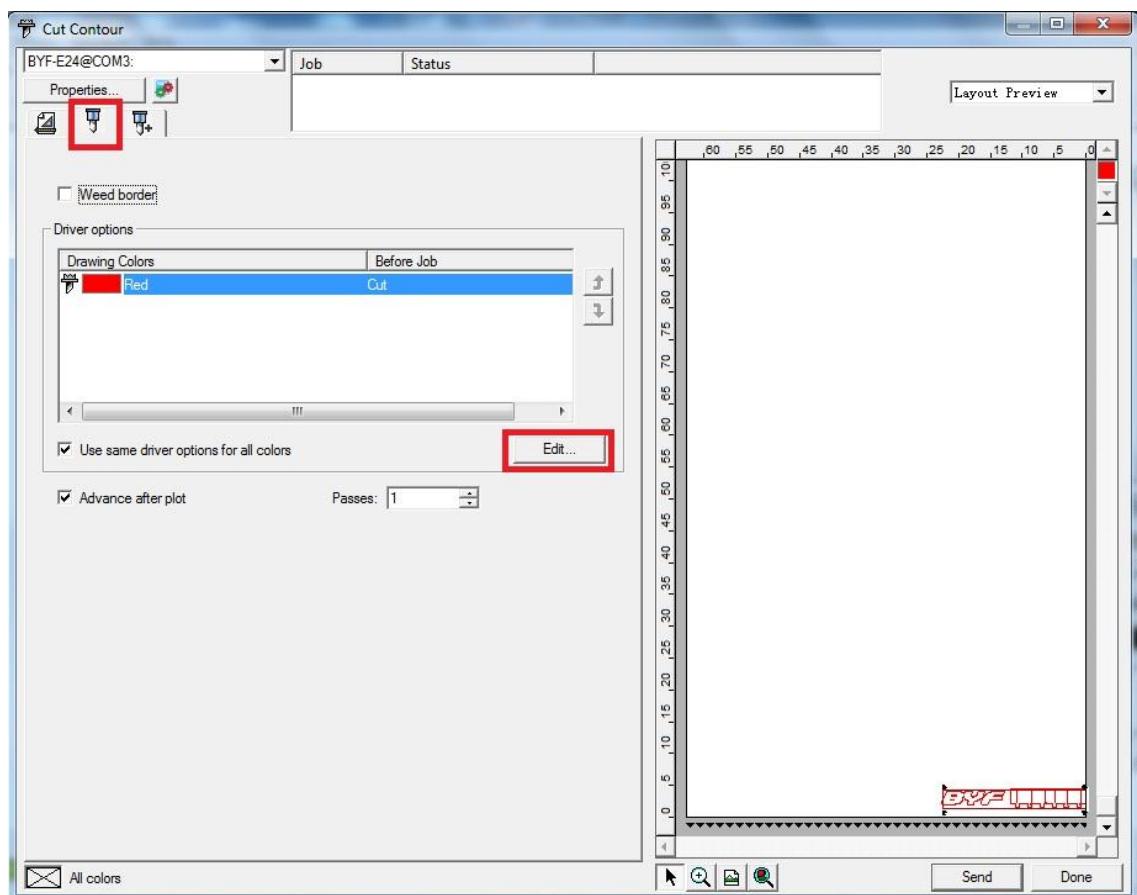 Cut Contour
BYF-E24@COM3:
Job Status
Properties...
Layout Preview
,60 ,55 ,50 ,45 ,40 ,35 ,30 ,25 ,20 ,15 ,10 ,5 ,0
10
95
90
85
80
75
70
65
60
55
50
45
40
35
30
25
20
15
10
5
0
Weed border
Driver options
Drawing Colors Before Job
Red Cut
Use same driver options for all colors
Edit...
Advance after plot Passes: 1
BYF
All colors
Send Done